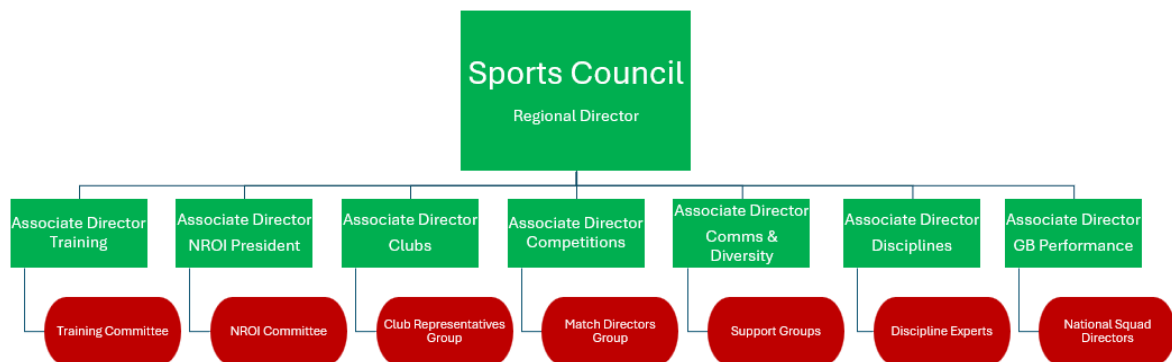 Sports Council
Regional Director
Associate Director
Training
Associate Director
NROI President
Associate Director
Clubs
Associate Director
Competitions
Associate Director
Comms &
Diversity
Associate Director
Disciplines
Associate Director
GB Performance
Training Committee
NROI Committee
Club Representatives
Group
Match Directors
Group
Support Groups
Discipline Experts
National Squad
Directors